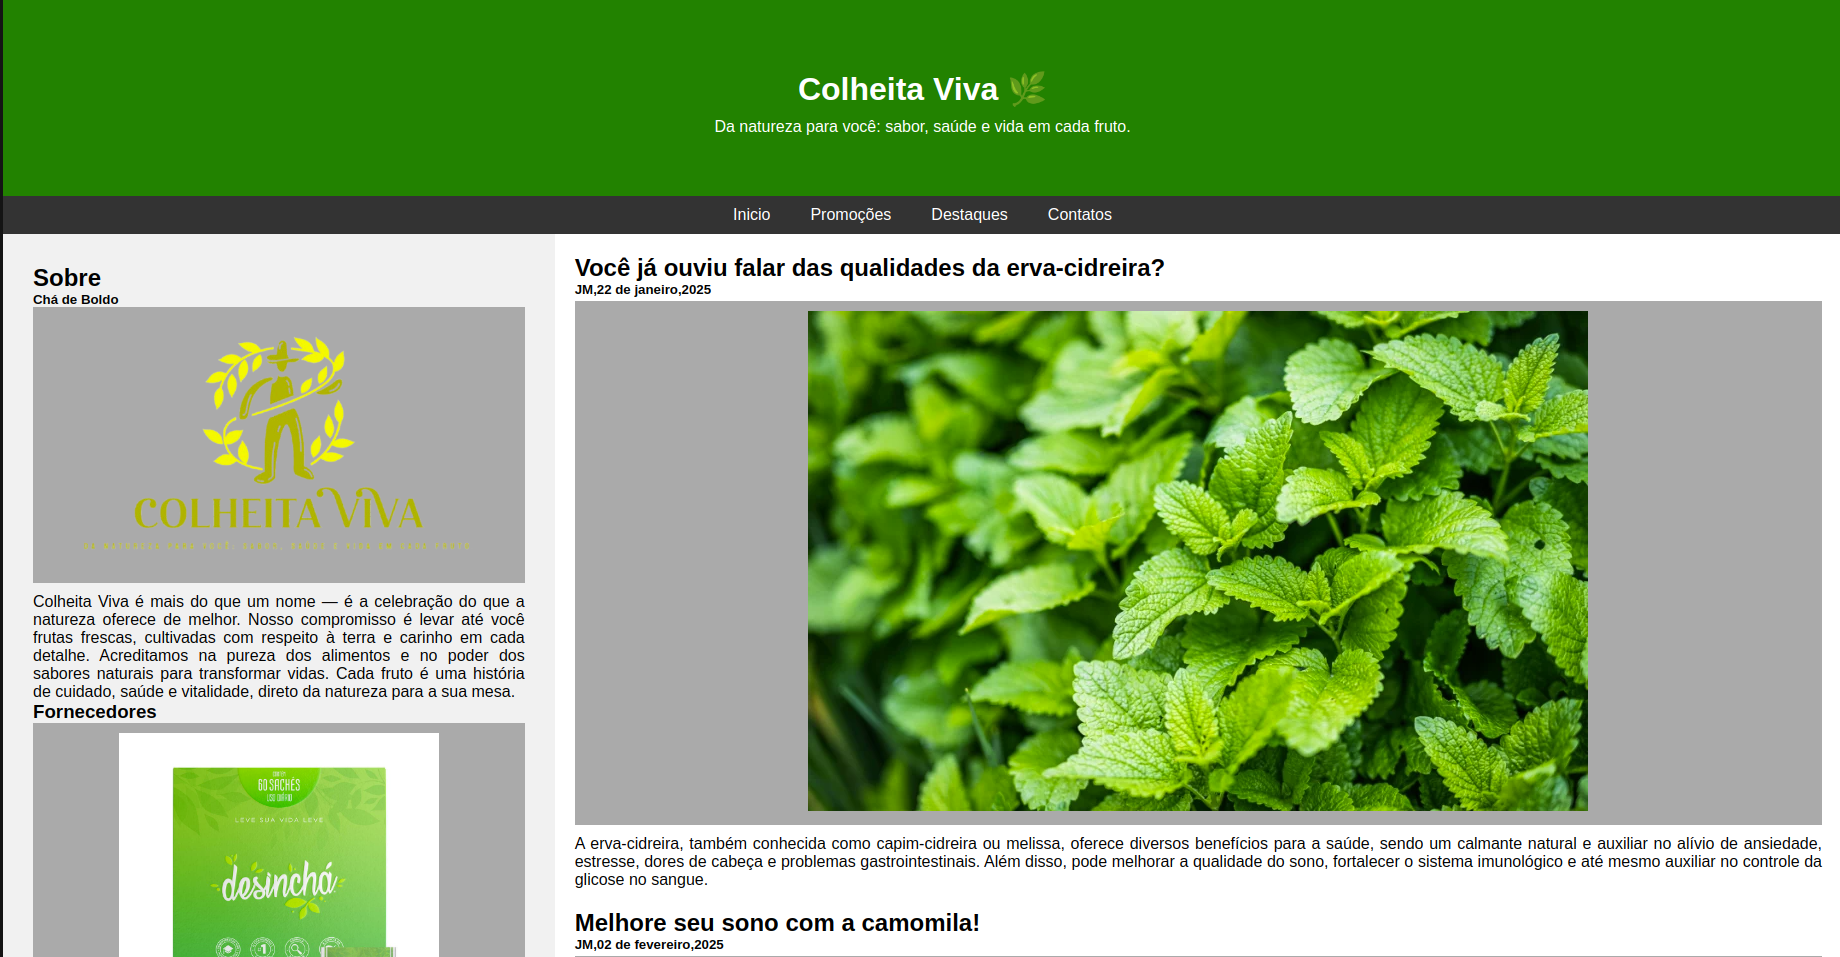 Colheita Viva
Da natureza para você: sabor, saúde e vida em cada fruto.
Inicio Promoções Destaques Contatos
Sobre
Chá de Boldo
COLHEITA VIVA
Colheita Viva é mais do que um nome — é a celebração do que a
natureza oferece de melhor. Nosso compromisso é levar até você
frutas frescas, cultivadas com respeito à terra e carinho em cada
detalhe. Acreditamos na pureza dos alimentos e no poder dos
sabores naturais para transformar vidas. Cada fruto é uma história
de cuidado, saúde e vitalidade, direto da natureza para a sua mesa.
Fornecedores
60 SACHÊS
USO DIÁRIO
LEVE SUA VIDA LEVE
desinchá
Você já ouviu falar das qualidades da erva-cidreira?
JM,22 de janeiro,2025
A erva-cidreira, também conhecida como capim-cidreira ou melissa, oferece diversos benefícios para a saúde, sendo um calmante natural e auxiliar no alívio de ansiedade,
estresse, dores de cabeça e problemas gastrointestinais. Além disso, pode melhorar a qualidade do sono, fortalecer o sistema imunológico e até mesmo auxiliar no controle da
glicose no sangue.
Melhore seu sono com a camomila!
JM,02 de fevereiro,2025